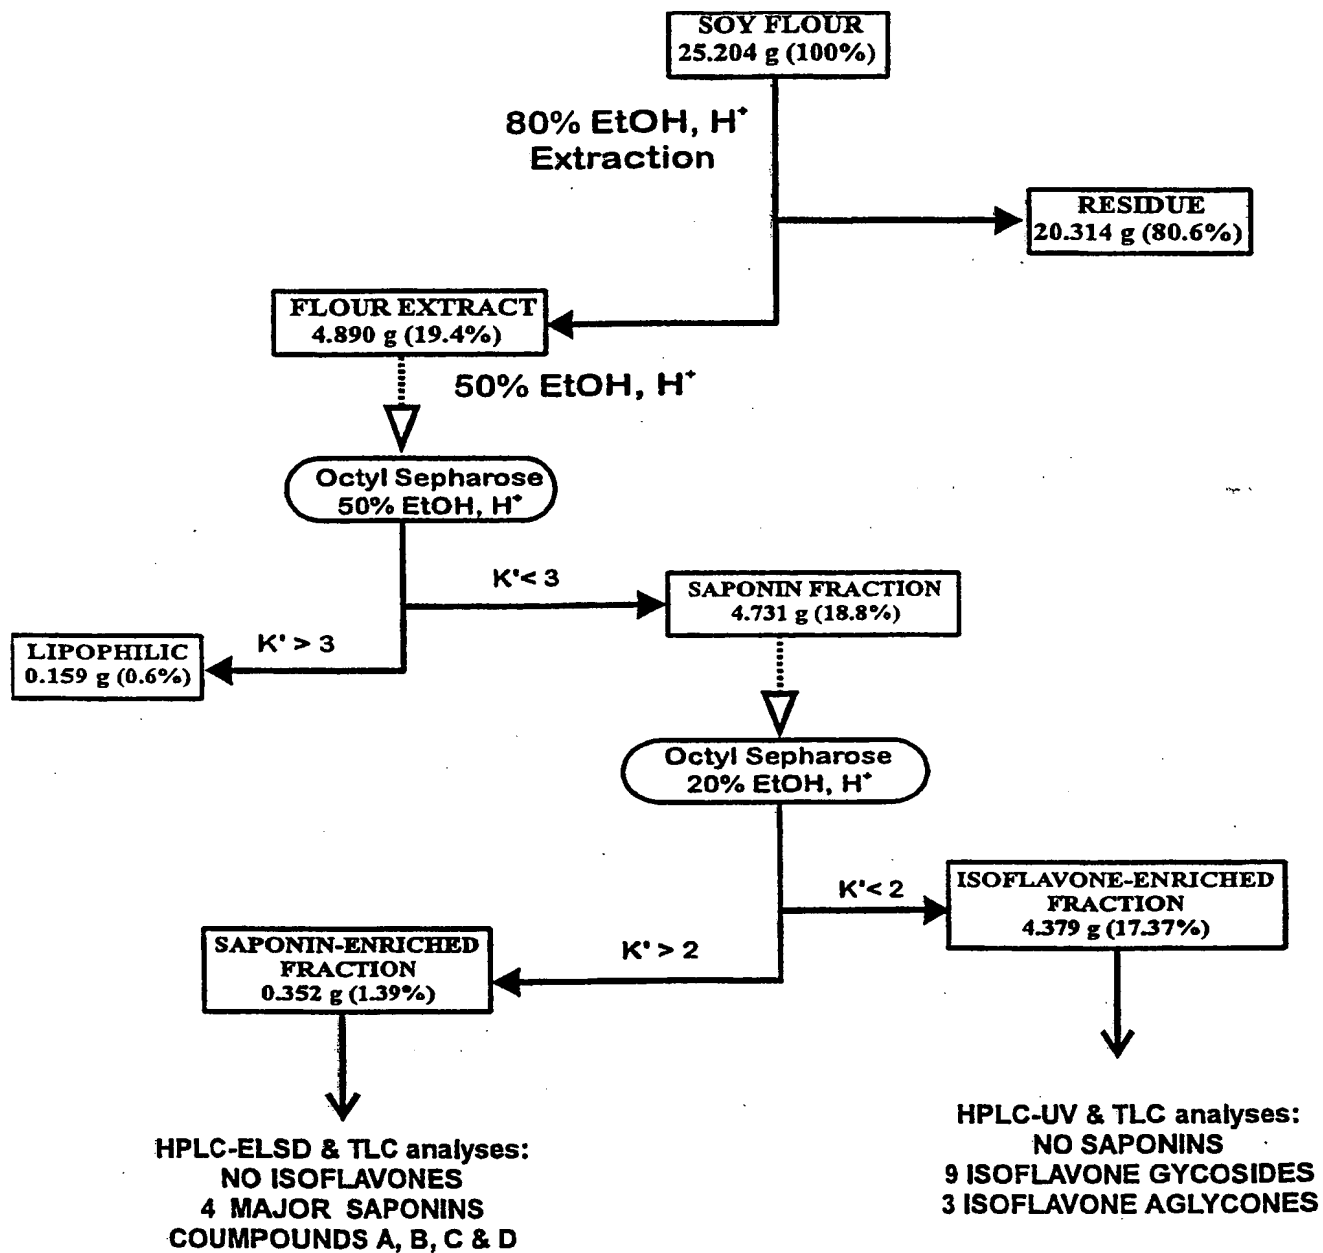 SOY FLOUR
25.204 g (100%)
80% EtOH, H⁺
Extraction
RESIDUE
20.314 g (80.6%)
FLOUR EXTRACT
4.890 g (19.4%)
50% EtOH, H⁺
Octyl Sepharose
50% EtOH, H⁺
K'< 3
SAPONIN FRACTION
4.731 g (18.8%)
K' > 3
LIPOPHILIC
0.159 g (0.6%)
Octyl Sepharose
20% EtOH, H⁺
K'< 2
ISOFLAVONE-ENRICHED
FRACTION
4.379 g (17.37%)
K' > 2
SAPONIN-ENRICHED
FRACTION
0.352 g (1.39%)
HPLC-UV & TLC analyses:
NO SAPONINS
9 ISOFLAVONE GYCOSIDES
3 ISOFLAVONE AGLYCONES
HPLC-ELSD & TLC analyses:
NO ISOFLAVONES
4 MAJOR SAPONINS
COUMPOUNDS A, B, C & D